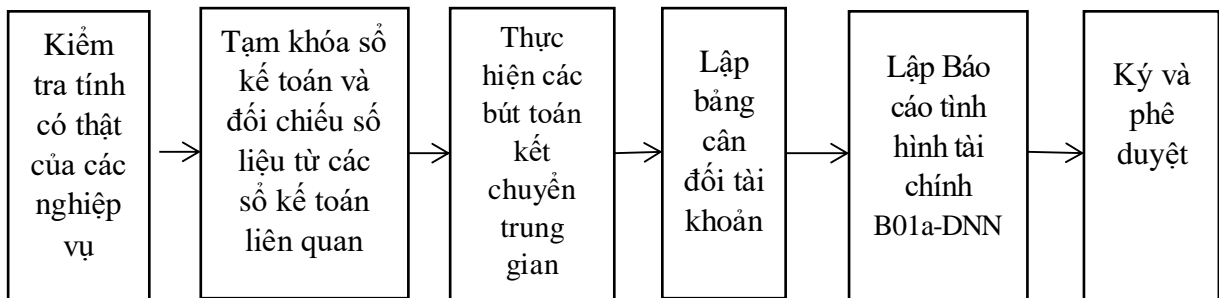 Kiểm
tra tính
có thật
của các
nghiệp
vụ
Tạm khóa sổ
kế toán và
đối chiếu số
liệu từ các
sổ kế toán
liên quan
Thực
hiện các
bút toán
kết
chuyển
trung
gian
Lập
bảng
cân
đối tài
khoản
Lập Báo
cáo tình
hình tài
chính
B01a-DNN
Ký và
phê
duyệt